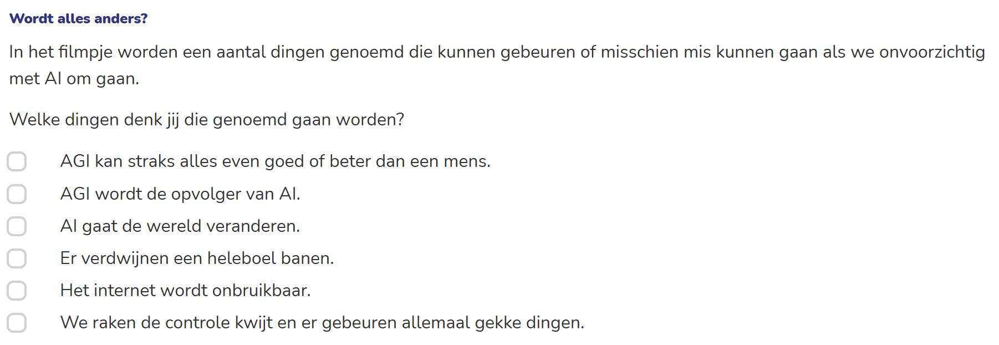 Wordt alles anders?
In het filmpje worden een aantal dingen genoemd die kunnen gebeuren of misschien mis kunnen gaan als we onvoorzichtig
met AI om gaan.
Welke dingen denk jij die genoemd gaan worden?
AGI kan straks alles even goed of beter dan een mens.
AGI wordt de opvolger van AI.
AI gaat de wereld veranderen.
Er verdwijnen een heleboel banen.
Het internet wordt onbruikbaar.
We raken de controle kwijt en er gebeuren allemaal gekke dingen.